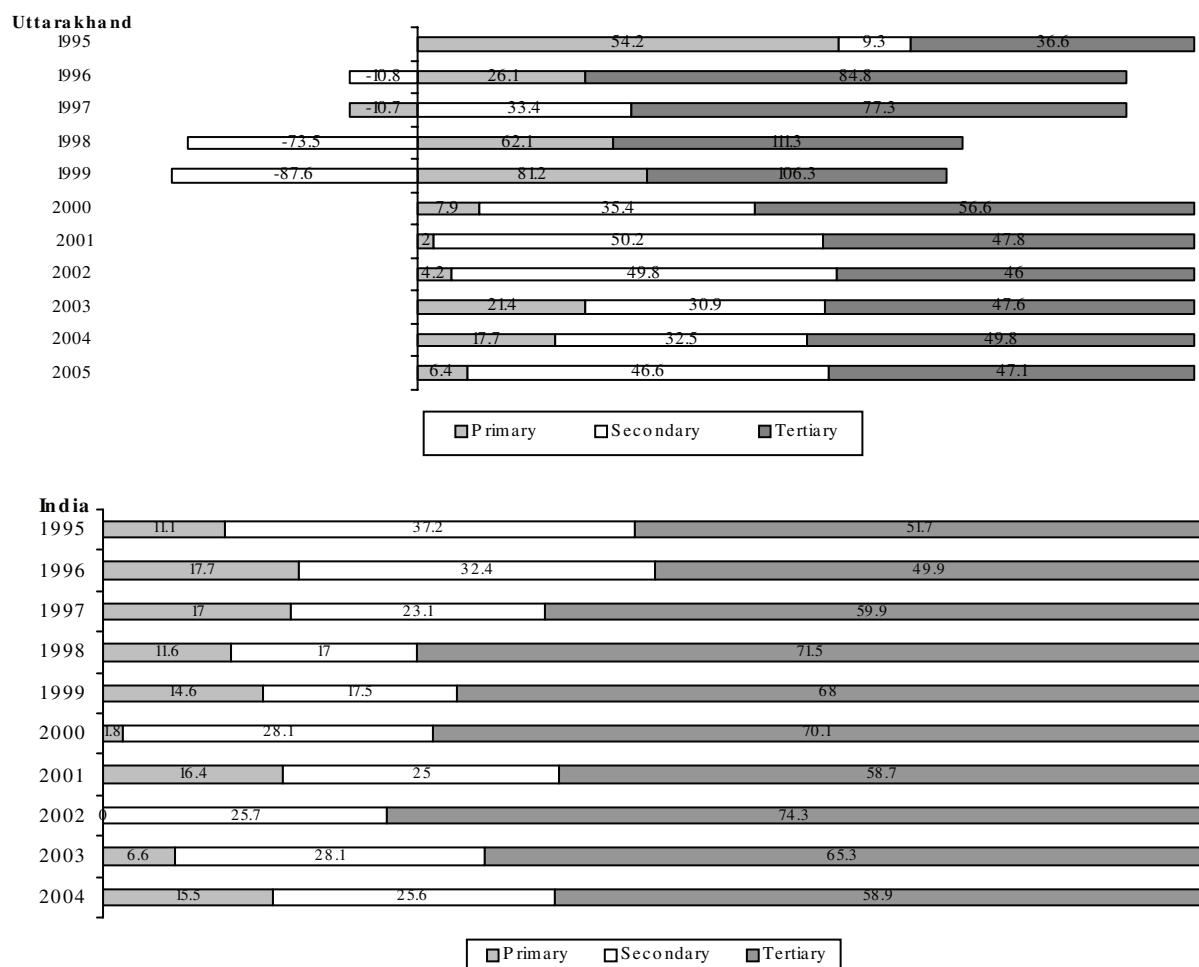 Uttarakhand
1995 54.2 9.3 36.6
1996 -10.8 26.1 84.8
1997 -10.7 33.4 77.3
1998 -73.5 62.1 111.3
1999 -87.6 81.2 106.3
2000 7.9 35.4 56.6
2001 2 50.2 47.8
2002 4.2 49.8 46
2003 21.4 30.9 47.6
2004 17.7 32.5 49.8
2005 6.4 46.6 47.1
Primary Secondary Tertiary
India
1995 11.1 37.2 51.7
1996 17.7 32.4 49.9
1997 17 23.1 59.9
1998 11.6 17 71.5
1999 14.6 17.5 68
2000 1.8 28.1 70.1
2001 16.4 25 58.7
2002 0 25.7 74.3
2003 6.6 28.1 65.3
2004 15.5 25.6 58.9
Primary Secondary Tertiary